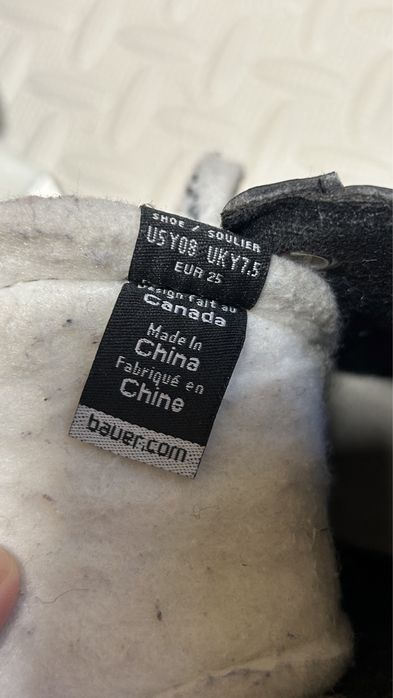 SHOE / SOULIER
USY08 UKY7.5
EUR 25
Design fait au
Canada
Made In
China
Fabriqué en
Chine
bauer.com